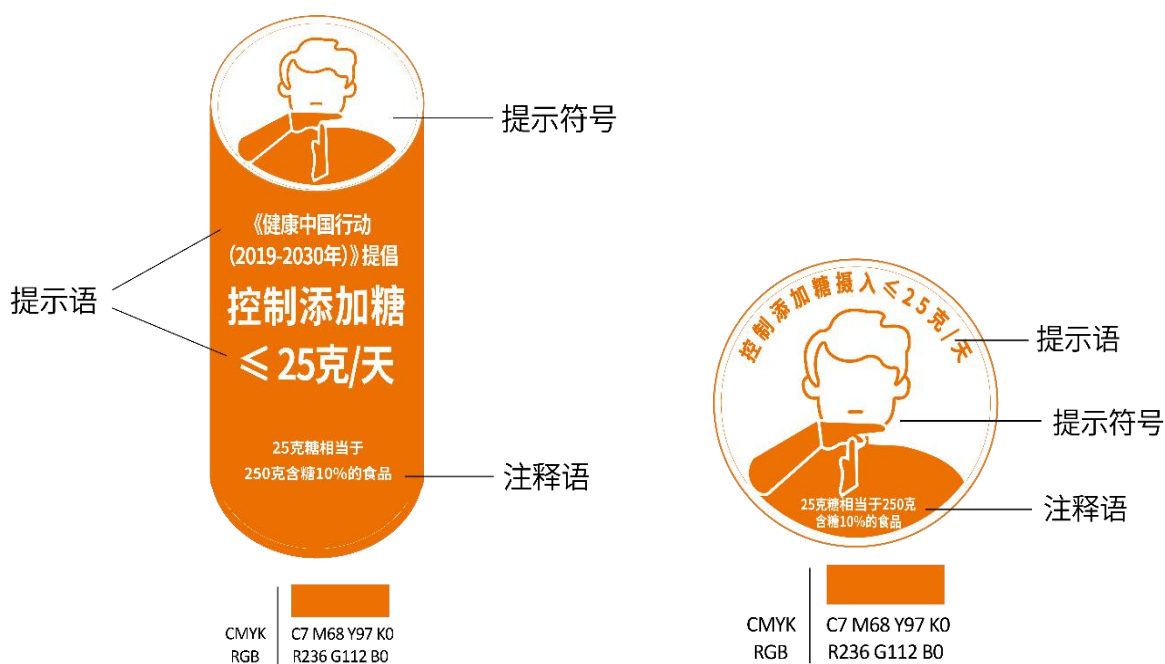 提示符号
《健康中国行动
（2019-2030年）》提倡
控制添加糖
≤ 25克/天
提示语
25克糖相当于
250克含糖10%的食品
注释语
CMYK
C7 M68 Y97 K0
RGB
R236 G112 B0
控制添加糖摄入≤25克/天
提示语
提示符号
25克糖相当于250克
含糖10%的食品
注释语
CMYK
C7 M68 Y97 K0
RGB
R236 G112 B0